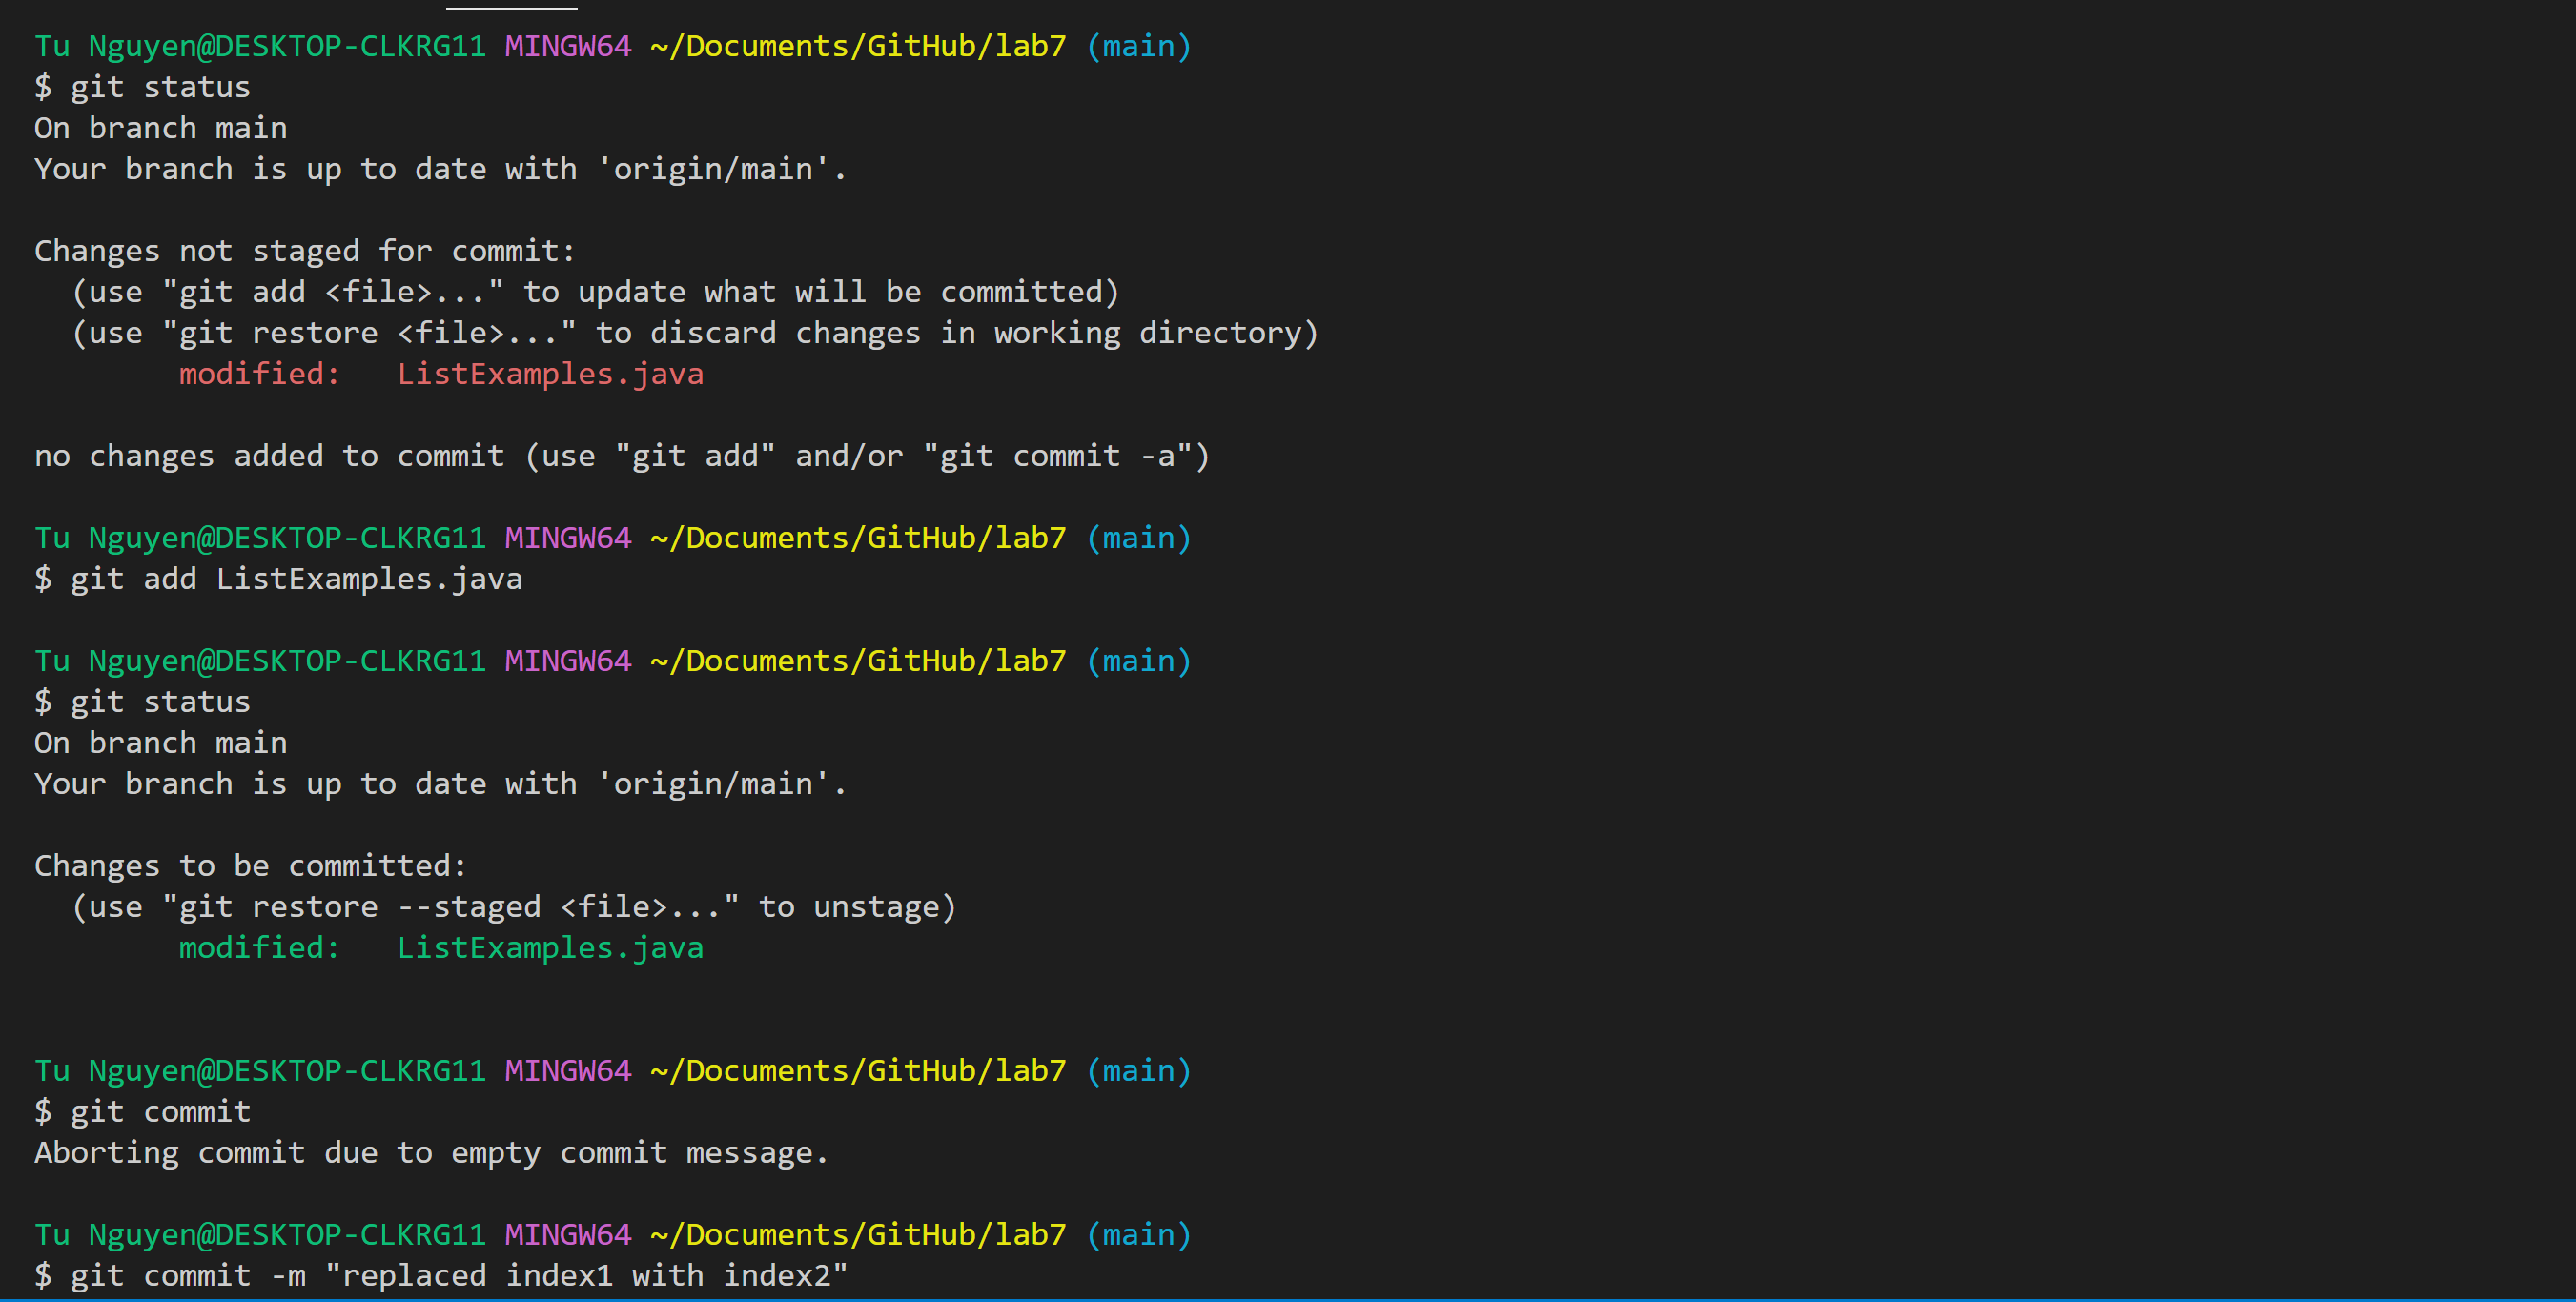 Tu Nguyen@DESKTOP-CLKRG11 MINGW64 ~/Documents/GitHub/lab7 (main)
$ git status
On branch main
Your branch is up to date with 'origin/main'.
Changes not staged for commit:
  (use "git add <file>..." to update what will be committed)
  (use "git restore <file>..." to discard changes in working directory)
        modified:   ListExamples.java
no changes added to commit (use "git add" and/or "git commit -a")
Tu Nguyen@DESKTOP-CLKRG11 MINGW64 ~/Documents/GitHub/lab7 (main)
$ git add ListExamples.java
Tu Nguyen@DESKTOP-CLKRG11 MINGW64 ~/Documents/GitHub/lab7 (main)
$ git status
On branch main
Your branch is up to date with 'origin/main'.
Changes to be committed:
  (use "git restore --staged <file>..." to unstage)
        modified:   ListExamples.java
Tu Nguyen@DESKTOP-CLKRG11 MINGW64 ~/Documents/GitHub/lab7 (main)
$ git commit
Aborting commit due to empty commit message.
Tu Nguyen@DESKTOP-CLKRG11 MINGW64 ~/Documents/GitHub/lab7 (main)
$ git commit -m "replaced index1 with index2"